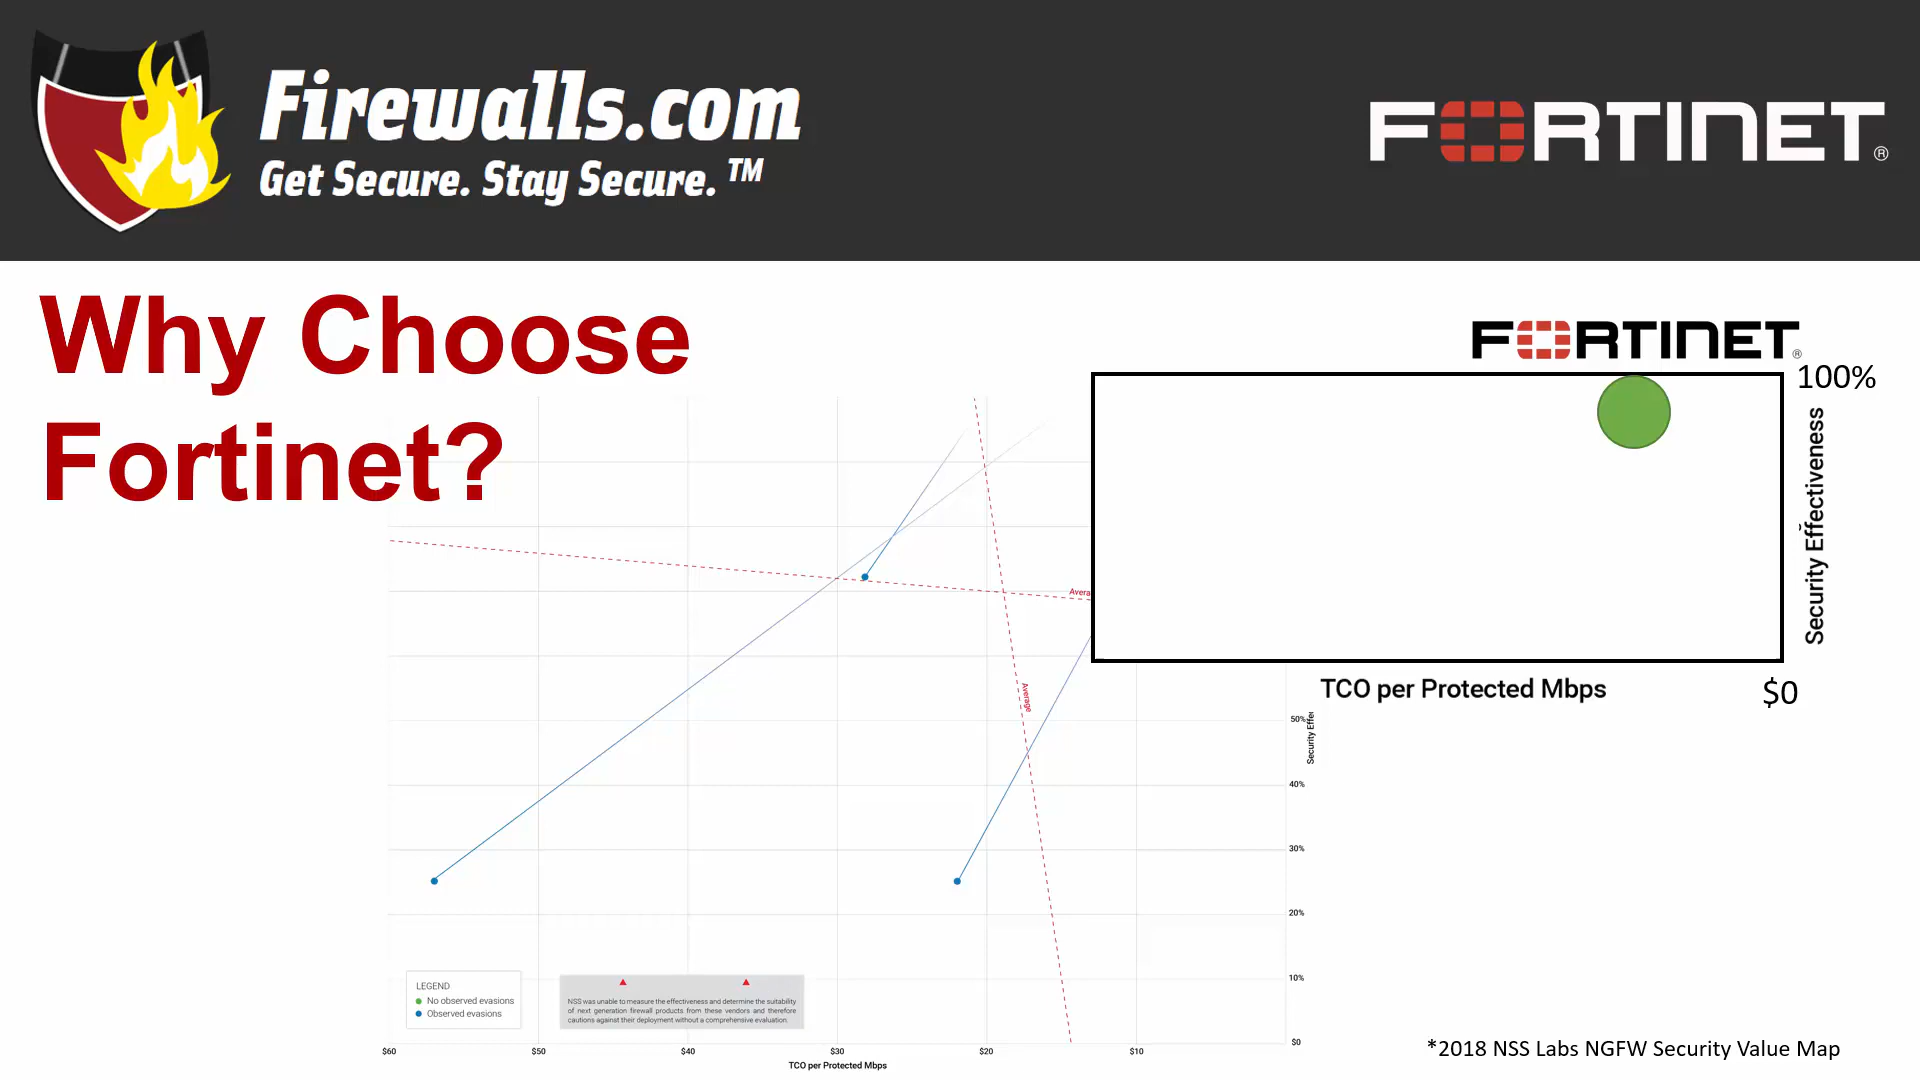 Firewalls.com
Get Secure. Stay Secure. ™
FORTINET®
Why Choose
Fortinet?
FORTINET®
100%
Security Effectiveness
TCO per Protected Mbps
$0
Average
50%
40%
30%
20%
10%
$0
LEGEND
No observed evasions
Observed evasions
NSS was unable to measure the effectiveness and determine the suitability
of next generation firewall products from these vendors and therefore
cautions against their deployment without a comprehensive evaluation.
$60
$50
$40
$30
$20
$10
TCO per Protected Mbps
*2018 NSS Labs NGFW Security Value Map